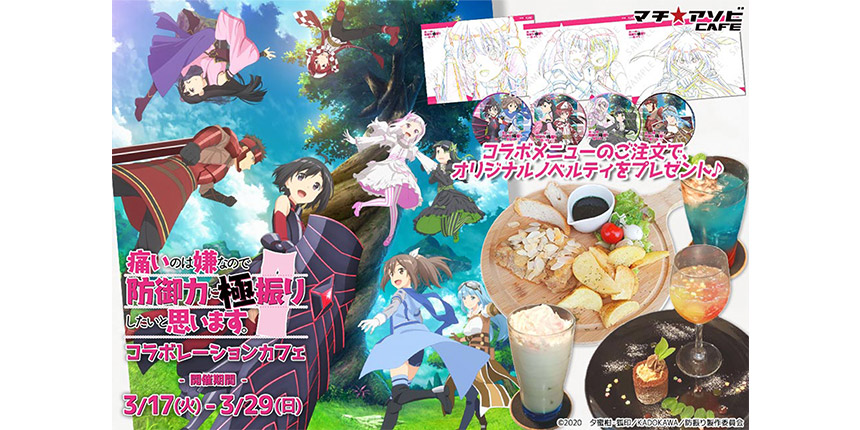 マチ★アソビ
CAFE
コラボメニューのご注文で、
オリジナルノベルティをプレゼント♪
痛いのは嫌なので
防御力に極振り
したいと思います。
コラボレーションカフェ
- 開催期間 -
3/17(火) – 3/29(日)
©2020 夕蜜柑・狐印/KADOKAWA/防振り製作委員会